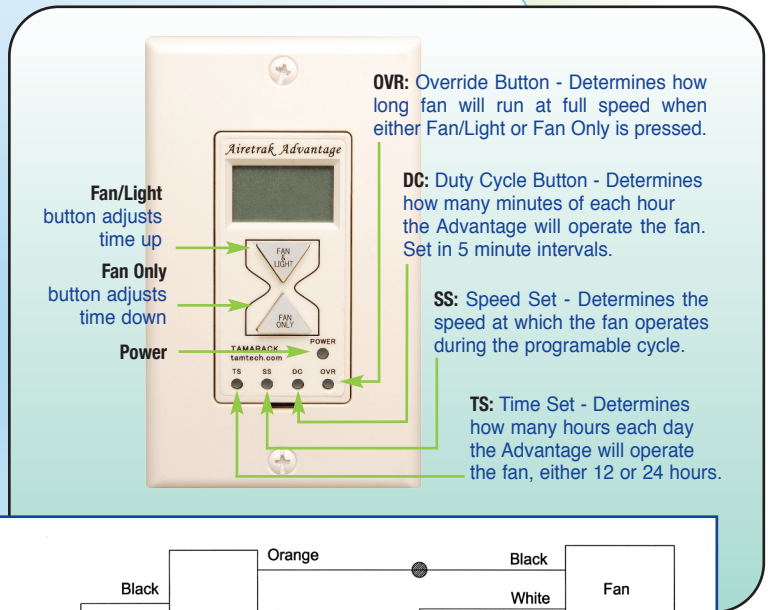 OVR: Override Button - Determines how
long fan will run at full speed when
either Fan/Light or Fan Only is pressed.
Airetrak Advantage
DC: Duty Cycle Button - Determines
how many minutes of each hour
the Advantage will operate the fan.
Set in 5 minute intervals.
Fan/Light
button adjusts
time up
Fan Only
button adjusts
time down
Power
FAN
&
LIGHT
FAN
ONLY
POWER
TAMARACK
tamtech.com
TS SS DC OVR
SS: Speed Set - Determines the
speed at which the fan operates
during the programable cycle.
TS: Time Set - Determines
how many hours each day
the Advantage will operate
the fan, either 12 or 24 hours.
Orange
Black
Black
White
Fan